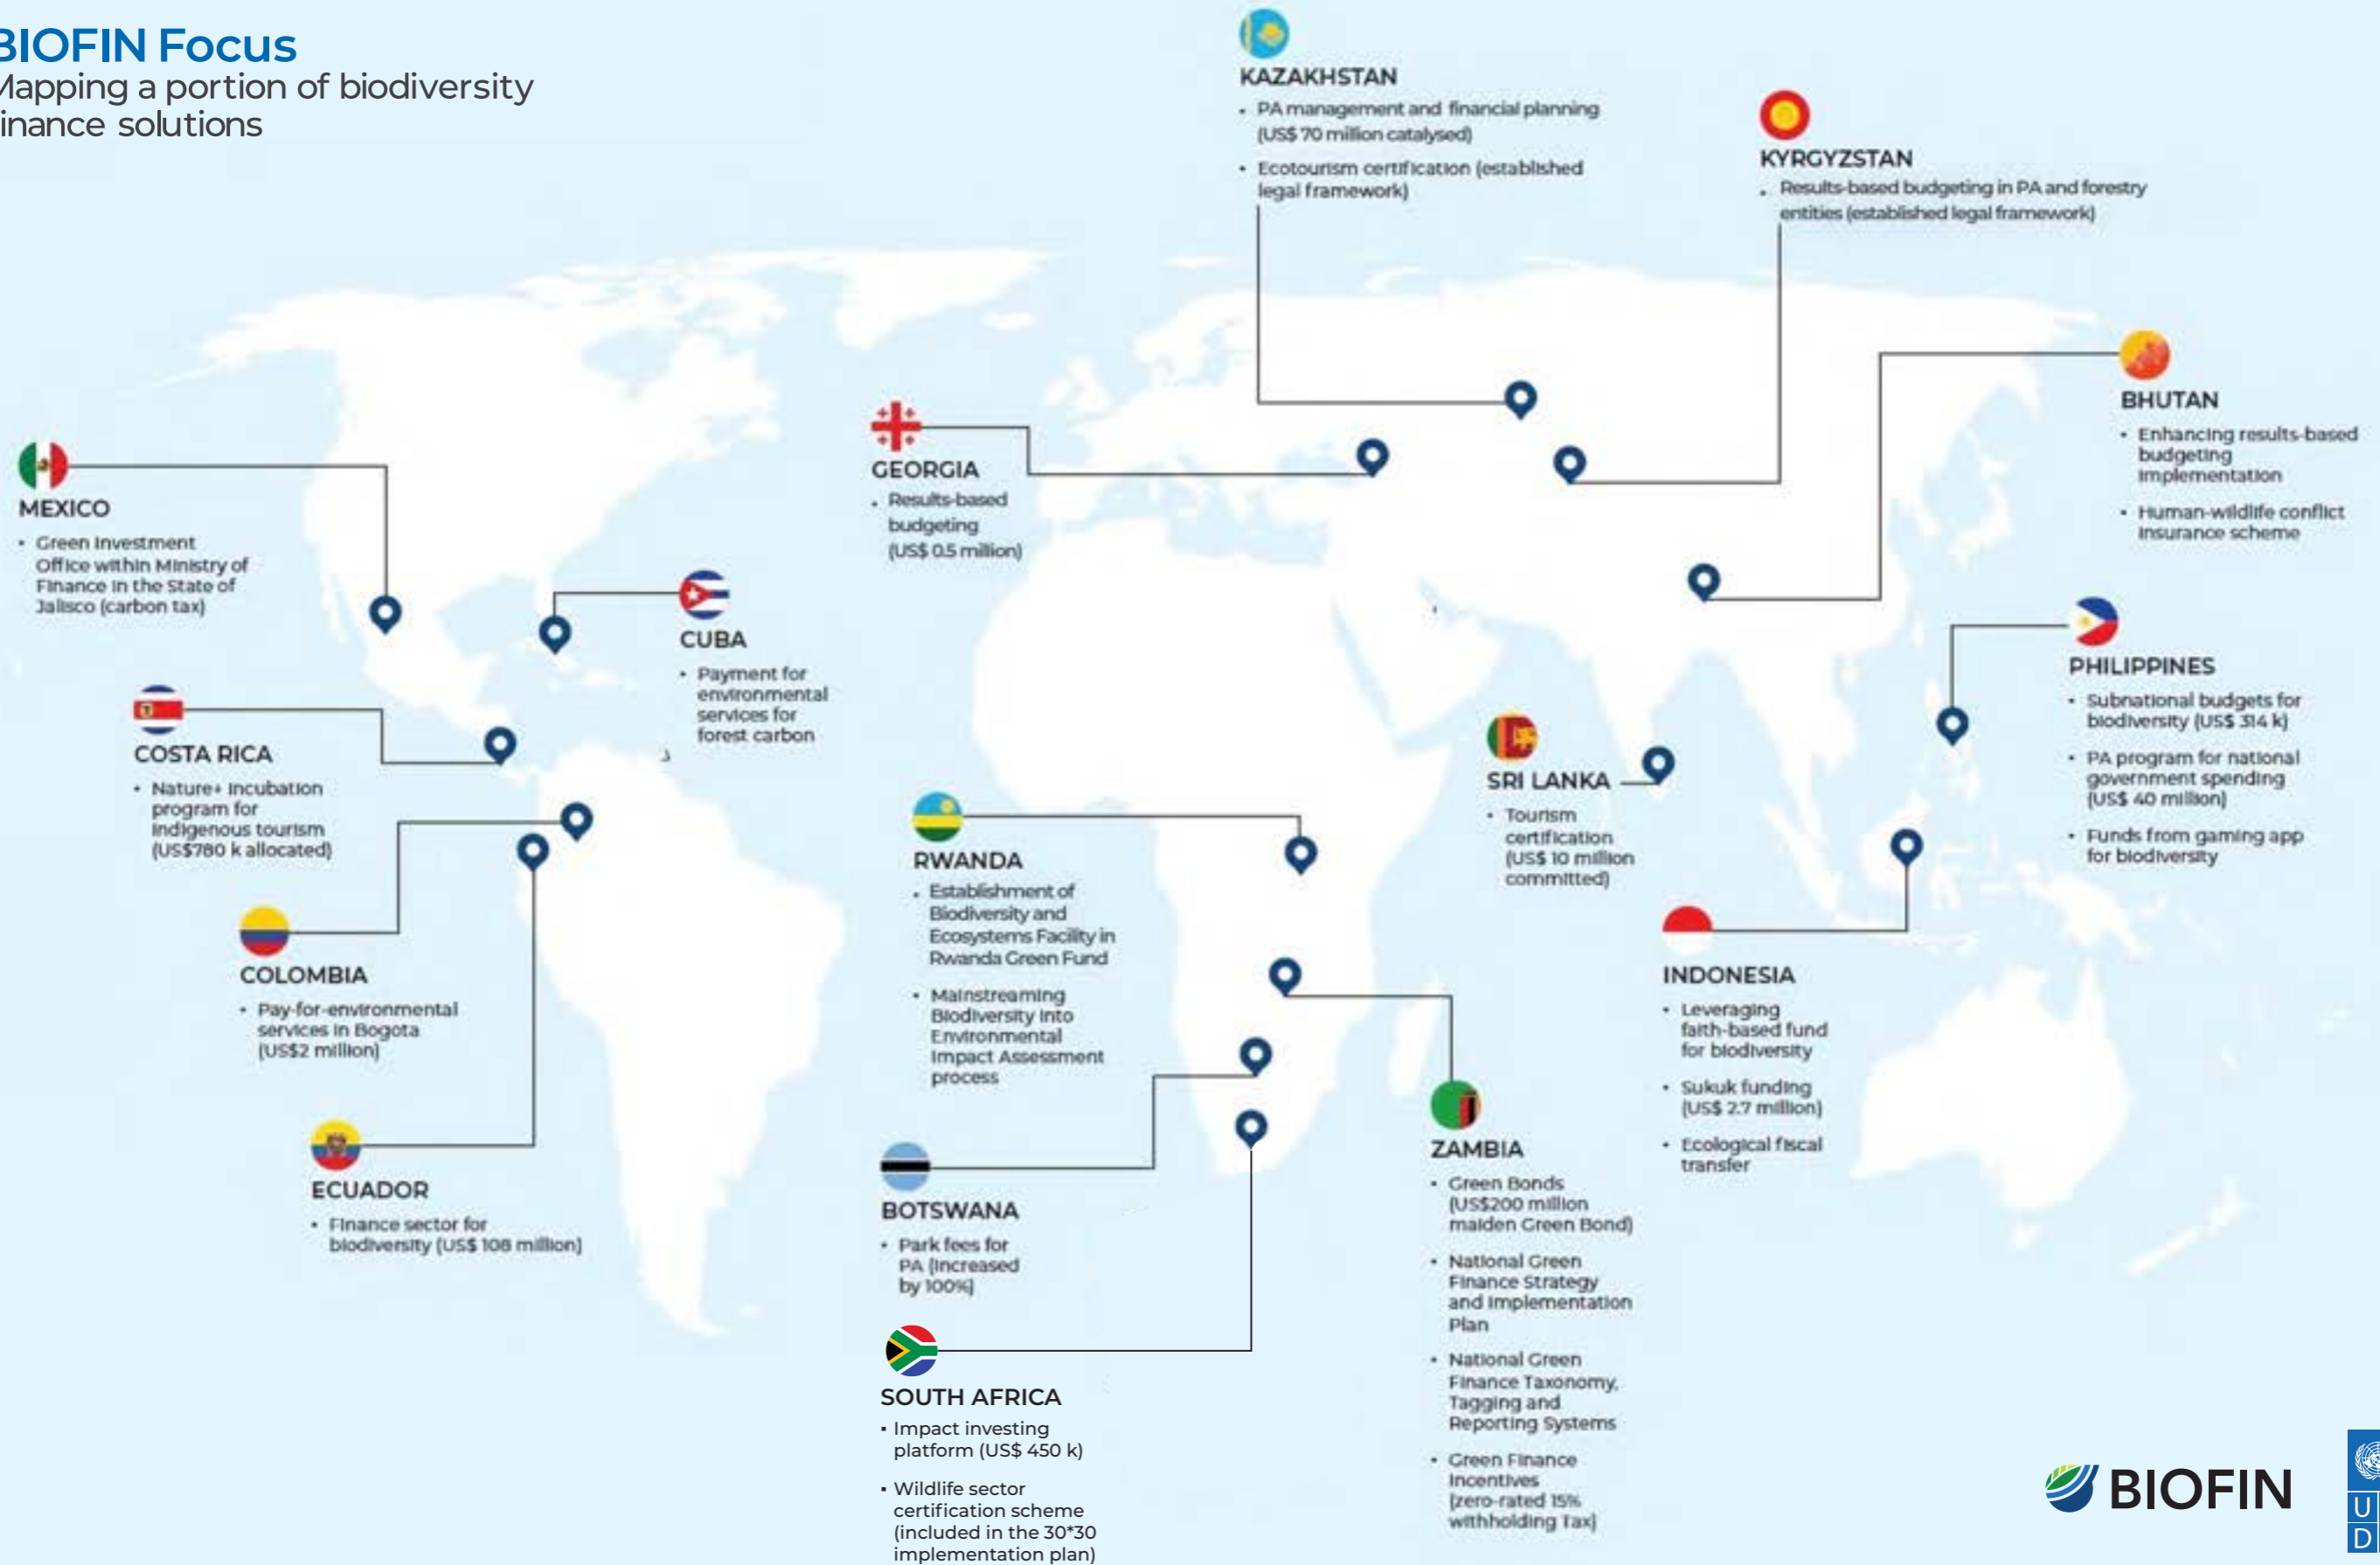 BIOFIN Focus
Mapping a portion of biodiversity
finance solutions
KAZAKHSTAN
• PA management and financial planning
(US$ 70 million catalysed)
• Ecotourism certification (established
legal framework)
KYRGYZSTAN
• Results-based budgeting in PA and forestry
entities (established legal framework)
BHUTAN
• Enhancing results-based
budgeting
implementation
• Human-wildlife conflict
insurance scheme
GEORGIA
• Results-based
budgeting
(US$ 0.5 million)
MEXICO
• Green Investment
Office within Ministry of
Finance in the State of
Jalisco (carbon tax)
CUBA
• Payment for
environmental
services for
forest carbon
PHILIPPINES
• Subnational budgets for
biodiversity (US$ 314 k)
• PA program for national
government spending
(US$ 40 million)
• Funds from gaming app
for biodiversity
COSTA RICA
• Nature+ incubation
program for
indigenous tourism
(US$780 k allocated)
SRI LANKA
• Tourism
certification
(US$ 10 million
committed)
RWANDA
• Establishment of
Biodiversity and
Ecosystems Facility in
Rwanda Green Fund
• Mainstreaming
Biodiversity into
Environmental
Impact Assessment
process
COLOMBIA
• Pay-for-environmental
services in Bogota
(US$2 million)
INDONESIA
• Leveraging
faith-based fund
for biodiversity
• Sukuk funding
(US$ 2.7 million)
• Ecological fiscal
transfer
ECUADOR
• Finance sector for
biodiversity (US$ 108 million)
BOTSWANA
• Park fees for
PA (increased
by 100%)
ZAMBIA
• Green Bonds
(US$200 million
maiden Green Bond)
• National Green
Finance Strategy
and Implementation
Plan
• National Green
Finance Taxonomy,
Tagging and
Reporting Systems
• Green Finance
Incentives
(zero-rated 15%
withholding Tax)
SOUTH AFRICA
• Impact investing
platform (US$ 450 k)
• Wildlife sector
certification scheme
(included in the 30*30
implementation plan)
BIOFIN
U
D